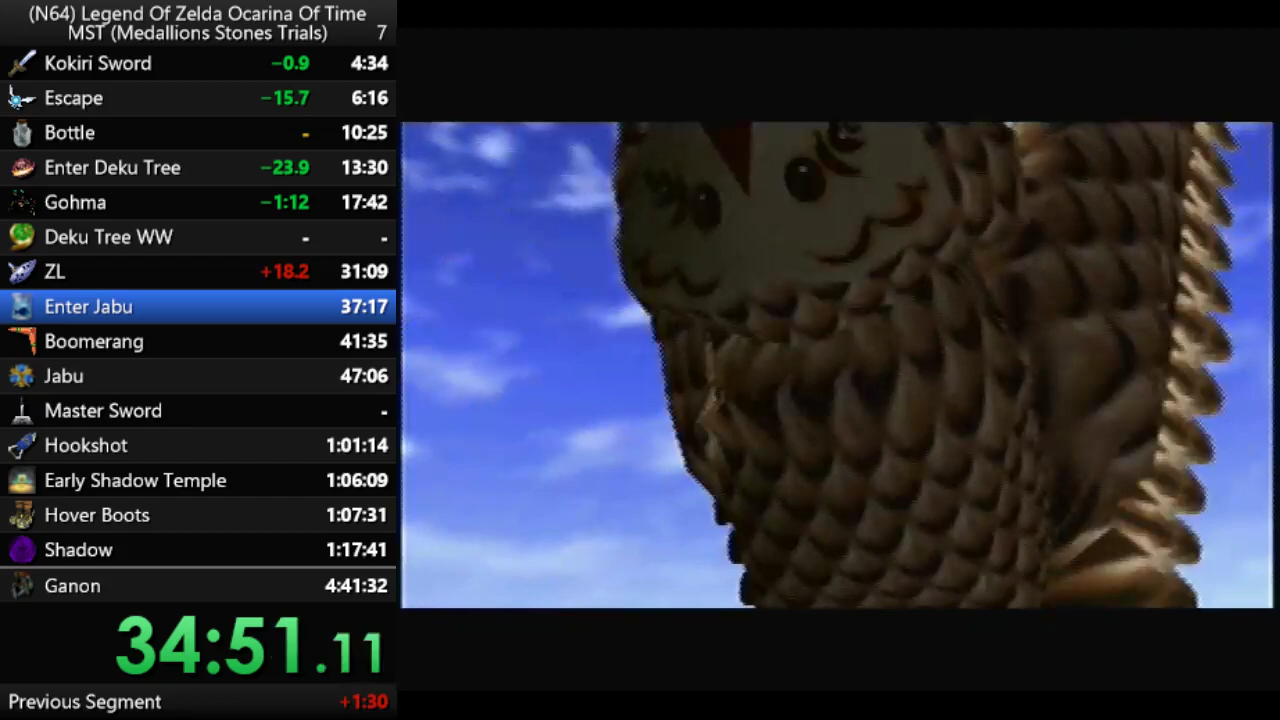 (N64) Legend Of Zelda Ocarina Of Time
MST (Medallions Stones Trials) 7
Kokiri Sword −0.9 4:34
Escape −15.7 6:16
Bottle - 10:25
Enter Deku Tree −23.9 13:30
Gohma −1:12 17:42
Deku Tree WW - -
ZL +18.2 31:09
Enter Jabu 37:17
Boomerang 41:35
Jabu 47:06
Master Sword -
Hookshot 1:01:14
Early Shadow Temple 1:06:09
Hover Boots 1:07:31
Shadow 1:17:41
Ganon 4:41:32
34:51.11
Previous Segment +1:30